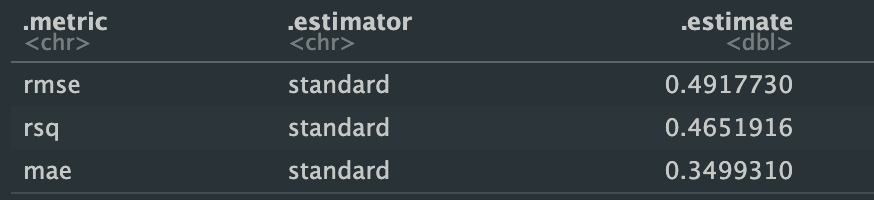 .metric .estimator .estimate
<chr> <chr> <dbl>
rmse standard 0.4917730
rsq standard 0.4651916
mae standard 0.3499310